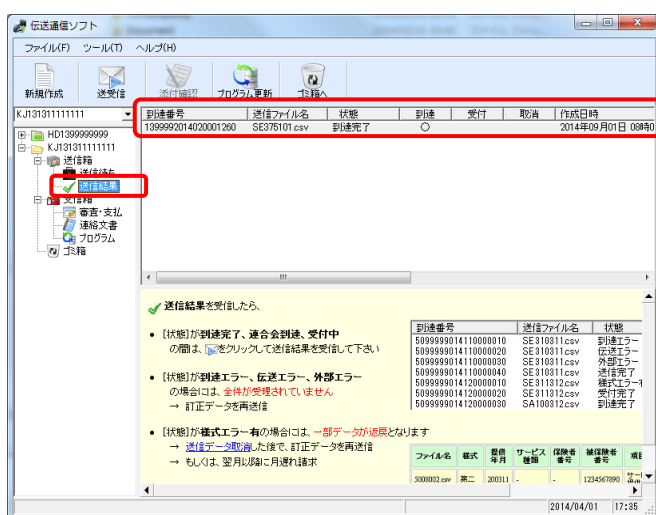 伝送通信ソフト
ファイル(F) ツール(T) ヘルプ(H)
新規作成 送受信 添付確認 プログラム更新 ゴミ箱へ
KJ131311111111
HD1399999999
KJ131311111111
送信箱
送信待ち
送信結果
受信箱
審査・支払
連絡文書
プログラム
ゴミ箱
到達番号 送信ファイル名 状態 到達 受付 取消 作成日時
1399992014020001260 SE375101.csv 到達完了 ○ 2014年09月01日 08時0
送信結果を受信したら、
• [状態]が到達完了、連合会到達、受付中
の間は、をクリックして送信結果を受信して下さい
• [状態]が到達エラー、伝送エラー、外部エラー
の場合には、全件が受理されていません
→ 訂正データを再送信
• [状態]が様式エラー有の場合には、一部データが返戻となります
→ 送信データ取消した後で、訂正データを再送信
→ もしくは、翌月以降に月遅れ請求
到達番号 送信ファイル名 状態
5099999014110000010 SE310311.csv 到達エラー
5099999014110000020 SE310311.csv 伝送エラー
5099999014110000030 SE310311.csv 外部エラー
5099999014110000040 SE310311.csv 送信完了
5099999014120000010 SE311312.csv 様式エラー
5099999014120000020 SE311312.csv 受付完了
5099999014120000030 SA100312.csv 到達完了
ファイル名 様式 提供年月 サービス種類 保険者番号 被保険者番号 項目
5008002.csv 第二 200311 - - 1234567890
2014/04/01 17:35